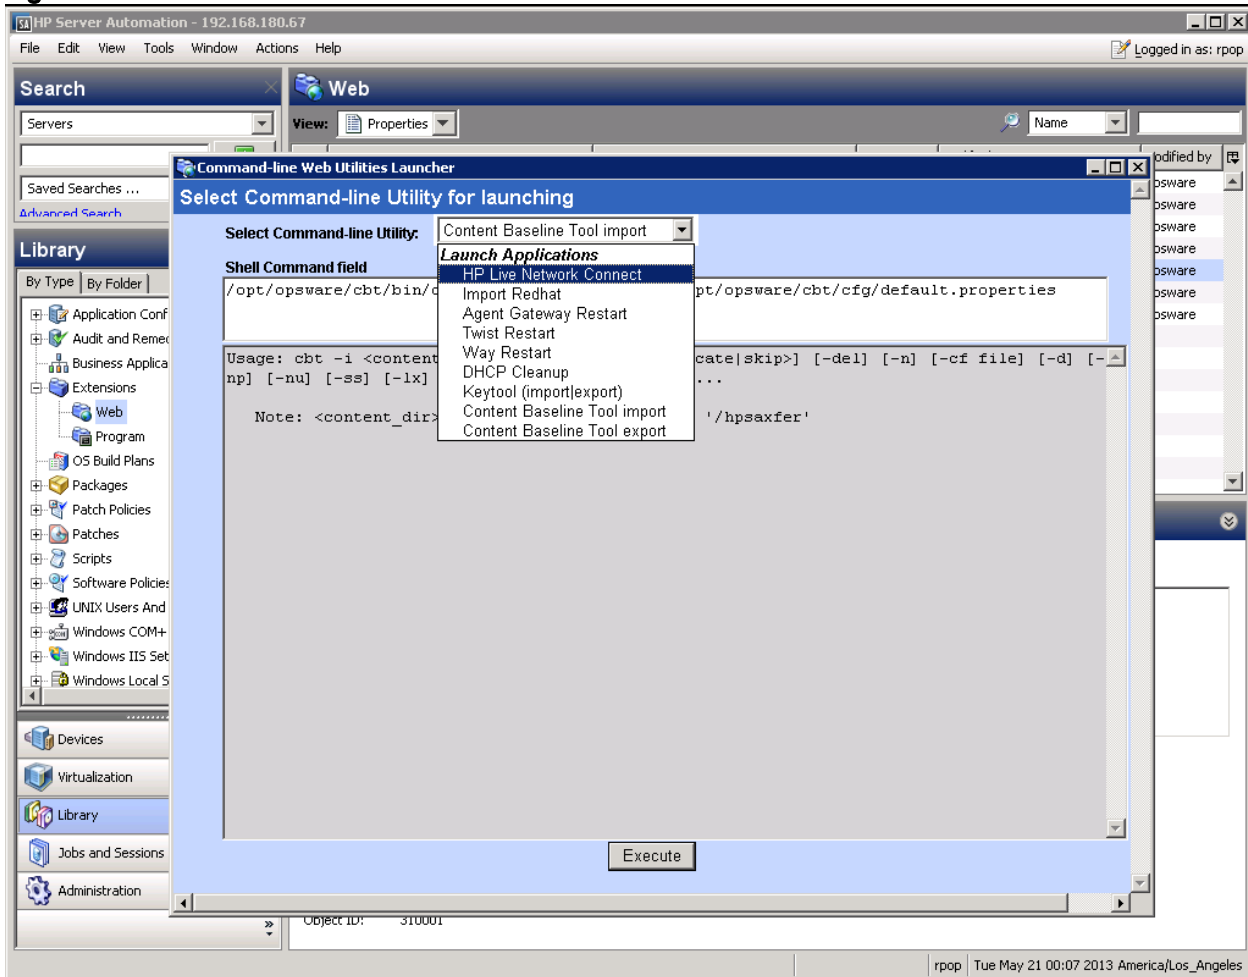 HP Server Automation - 192.168.180.67
File Edit View Tools Window Actions Help
Logged in as: rpop
Search
Servers
Saved Searches ...
Advanced Search
Library
By Type By Folder
Application Conf
Audit and Remed
Business Applica
Extensions
Web
Program
OS Build Plans
Packages
Patch Policies
Patches
Scripts
Software Policies
UNIX Users And
Windows COM+
Windows IIS Set
Windows Local S
Devices
Virtualization
Library
Jobs and Sessions
Administration
Web
View: Properties
Name
odified by
psware
psware
psware
psware
psware
psware
psware
Command-line Web Utilities Launcher
Select Command-line Utility for launching
Select Command-line Utility: Content Baseline Tool import
Launch Applications
HP Live Network Connect
Import Redhat
Agent Gateway Restart
Twist Restart
Way Restart
DHCP Cleanup
Keytool (import|export)
Content Baseline Tool import
Content Baseline Tool export
Shell Command field
/opt/opsware/cbt/bin/c pt/opsware/cbt/cfg/default.properties
Usage: cbt -i <content cate|skip>] [-del] [-n] [-cf file] [-d] [-
np] [-nu] [-ss] [-lx] ...
Note: <content_dir> '/hpsaxfer'
Execute
Object ID: 310001
rpop Tue May 21 00:07 2013 America/Los_Angeles